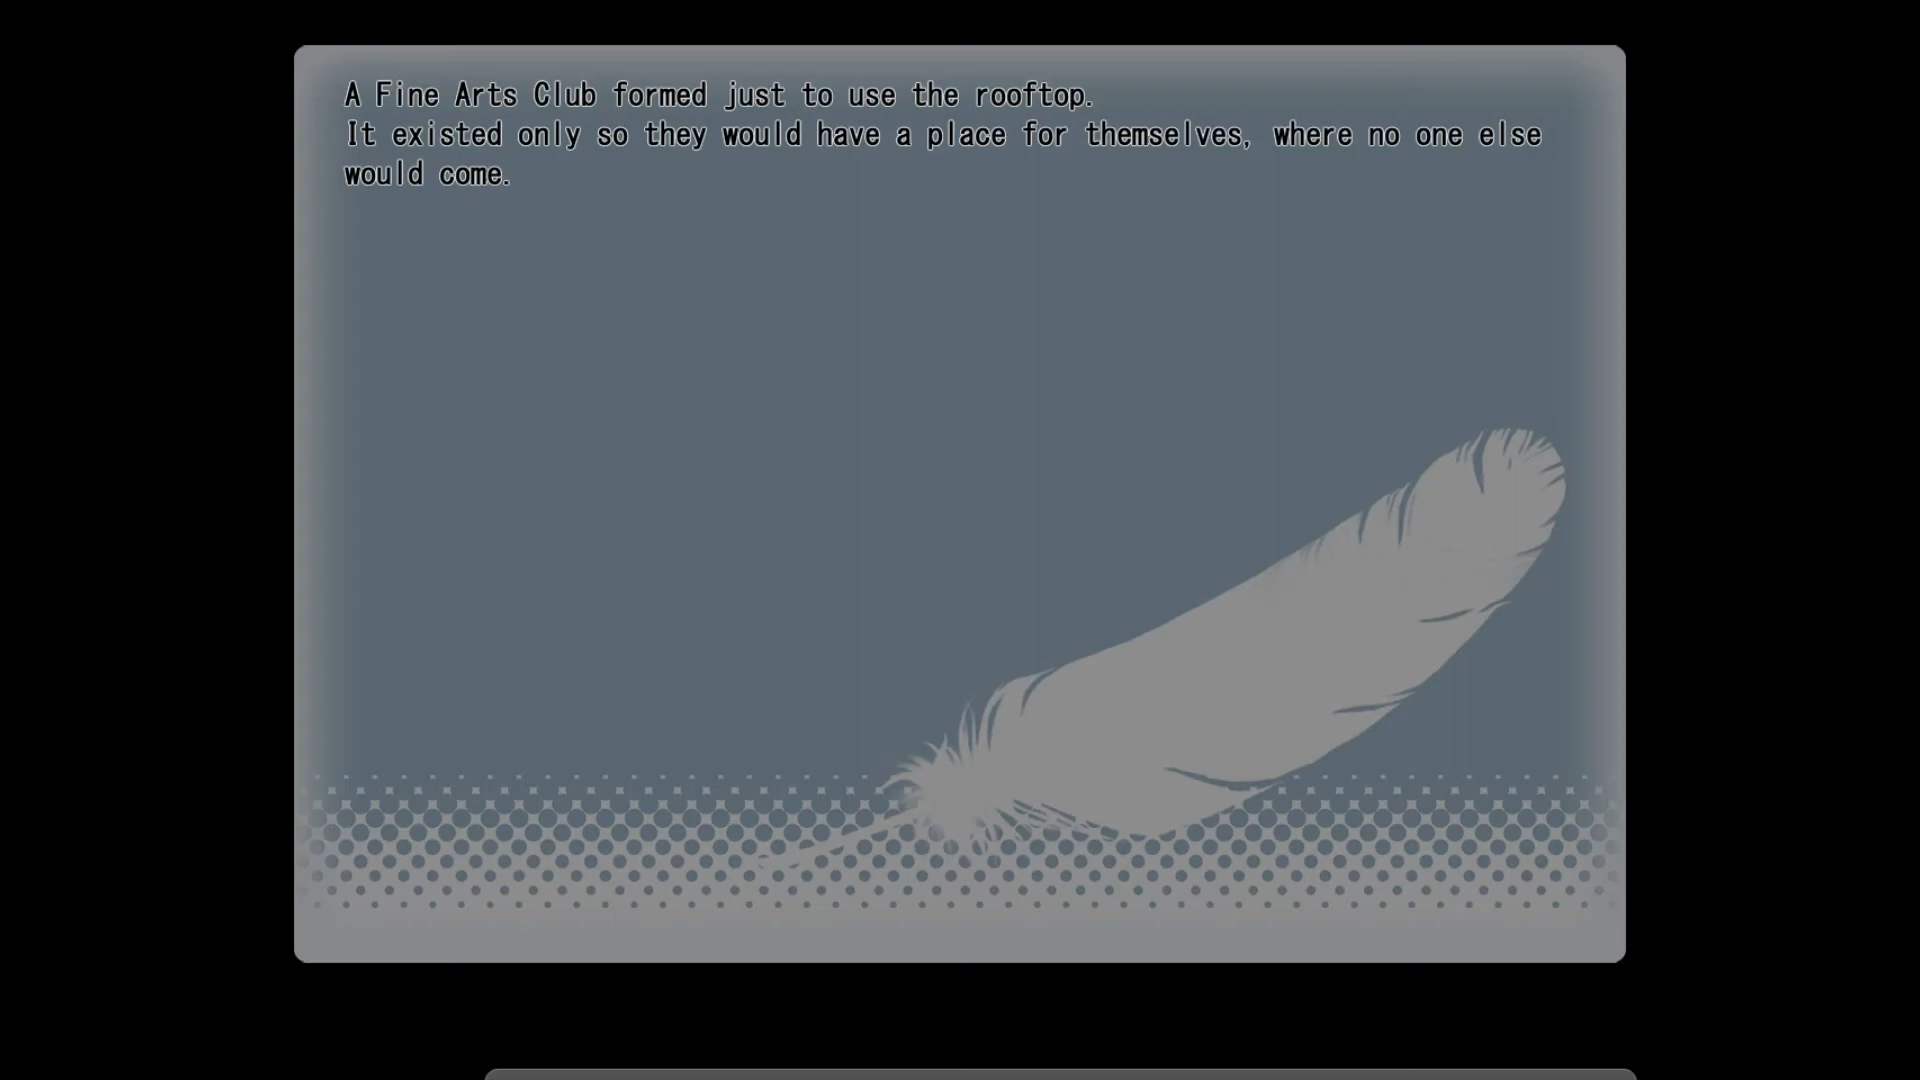 A Fine Arts Club formed just to use the rooftop.
It existed only so they would have a place for themselves, where no one else
would come.